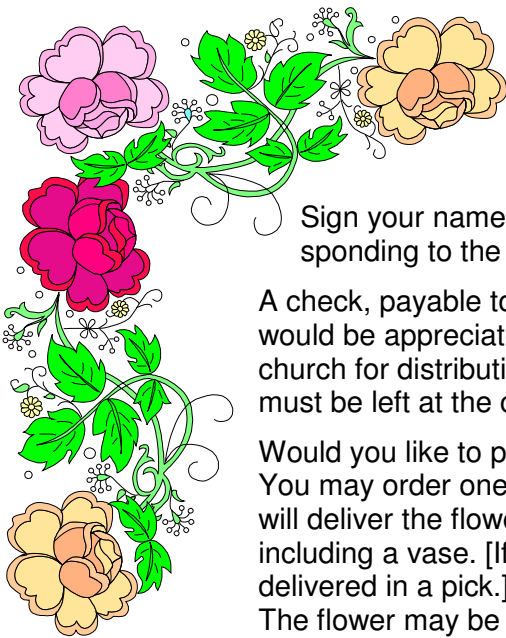 Sign your name
sponding to the
A check, payable to
would be appreciate
church for distributi
must be left at the
Would you like to p
You may order one
will deliver the flowe
including a vase. [If
delivered in a pick.]
The flower may be